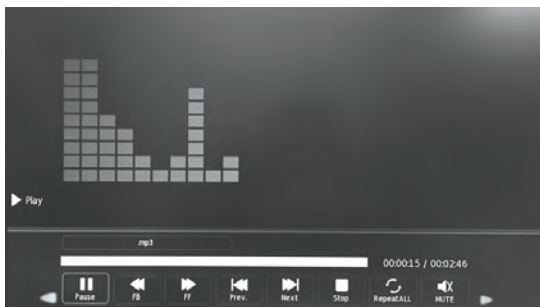 Play
.mp3
00:00:15 / 00:02:46
Pause FB FF Prev. Next Stop RepeatALL MUTE